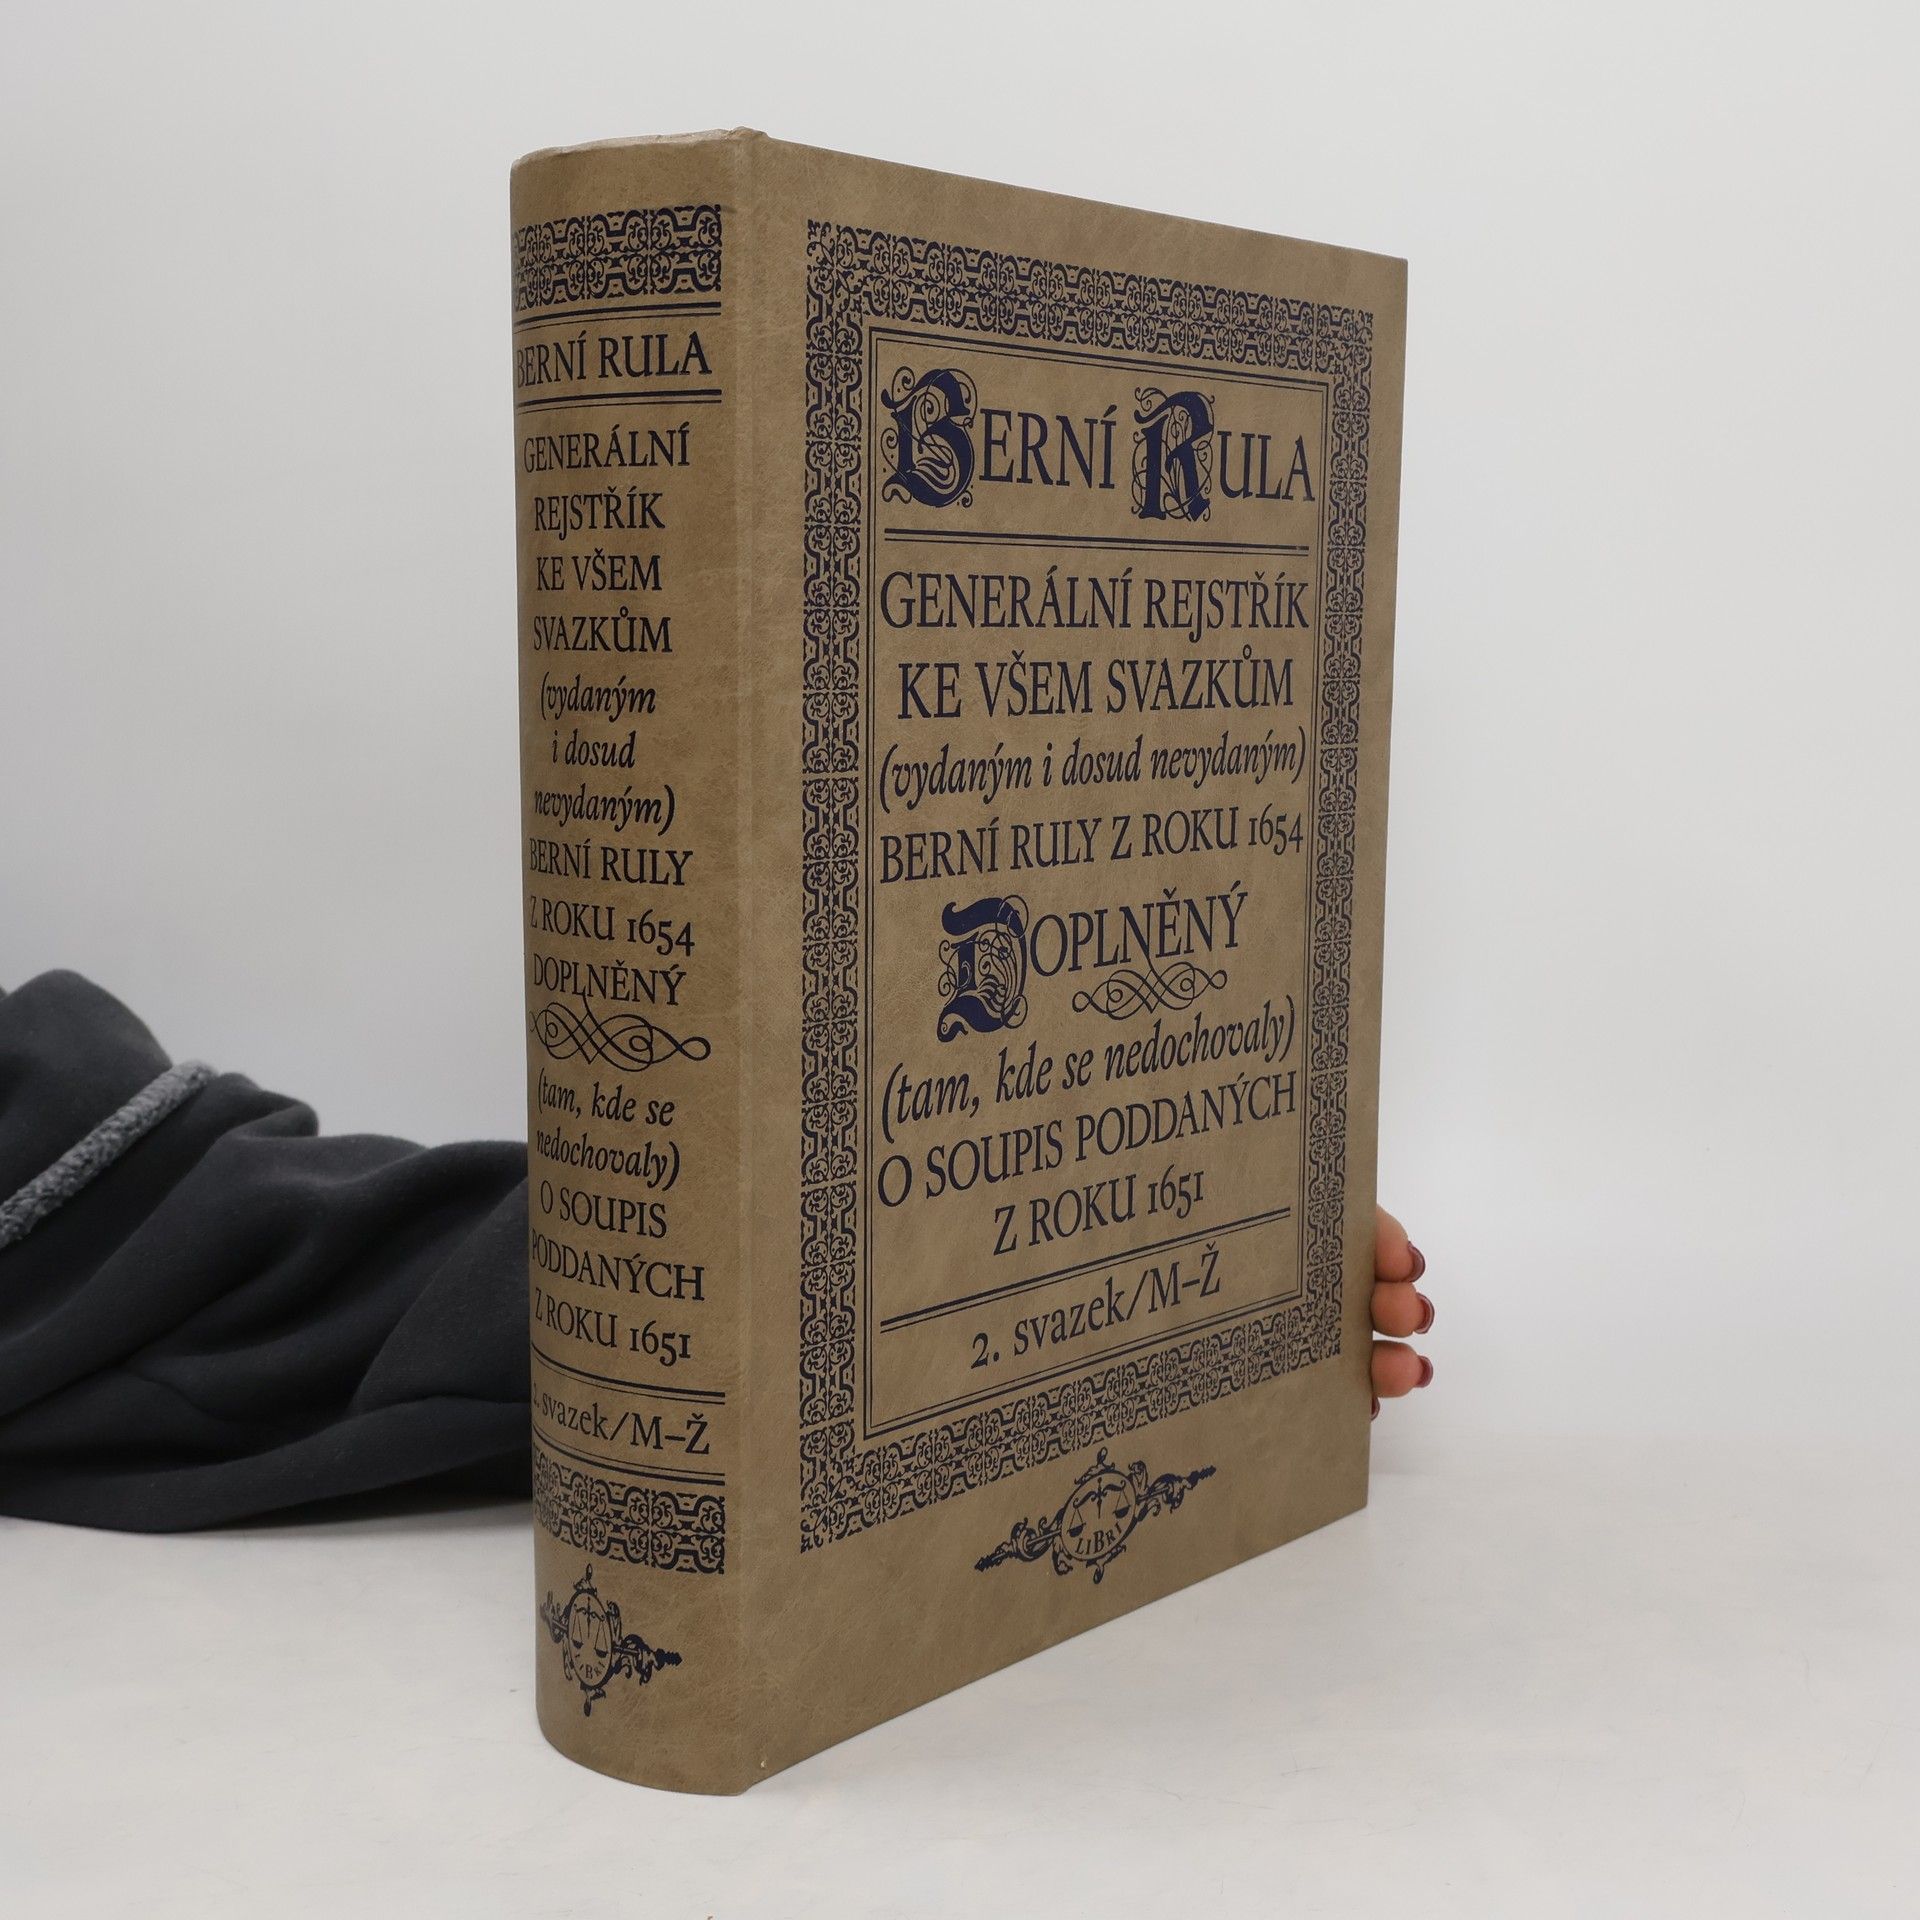 BERNÍ RULA
GENERÁLNÍ
REJSTŘÍK
KE VŠEM
SVAZKŮM
(vydaným
i dosud
nevydaným)
BERNÍ RULY
Z ROKU 1654
DOPLNĚNÝ
(tam, kde se
nedochovaly)
O SOUPIS
PODDANÝCH
Z ROKU 1651
2. svazek/M–Ž
LIBRI
BERNÍ RULA
GENERÁLNÍ REJSTŘÍK
KE VŠEM SVAZKŮM
(vydaným i dosud nevydaným)
BERNÍ RULY Z ROKU 1654
DOPLNĚNÝ
(tam, kde se nedochovaly)
O SOUPIS PODDANÝCH
Z ROKU 1651
2. svazek/M–Ž
LIBRI